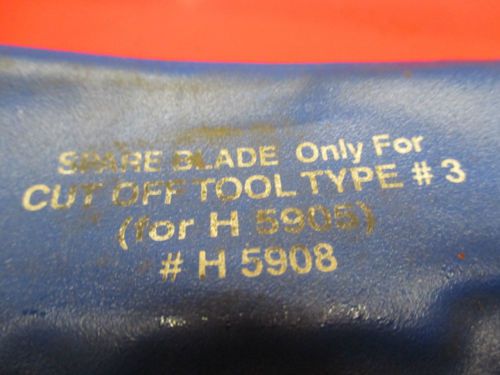 SPARE BLADE Only For
CUT OFF TOOL TYPE # 3
(for H 5905)
# H 5908